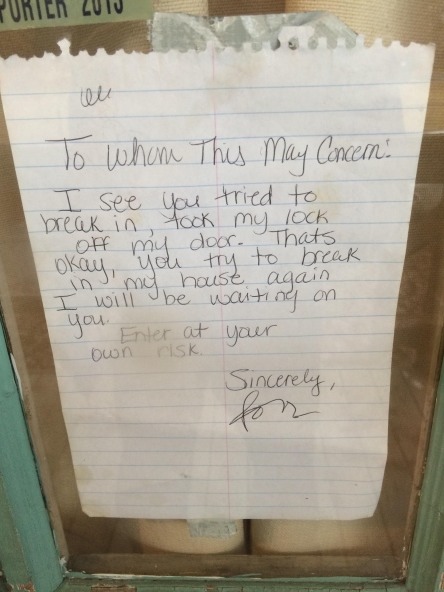 PORTER 2015
To Whom This May Concern:
I see you tried to
break in, took my lock
off my door. Thats
okay, you try to break
in my house again
I will be waiting on
you.
Enter at your
own risk.
Sincerely,